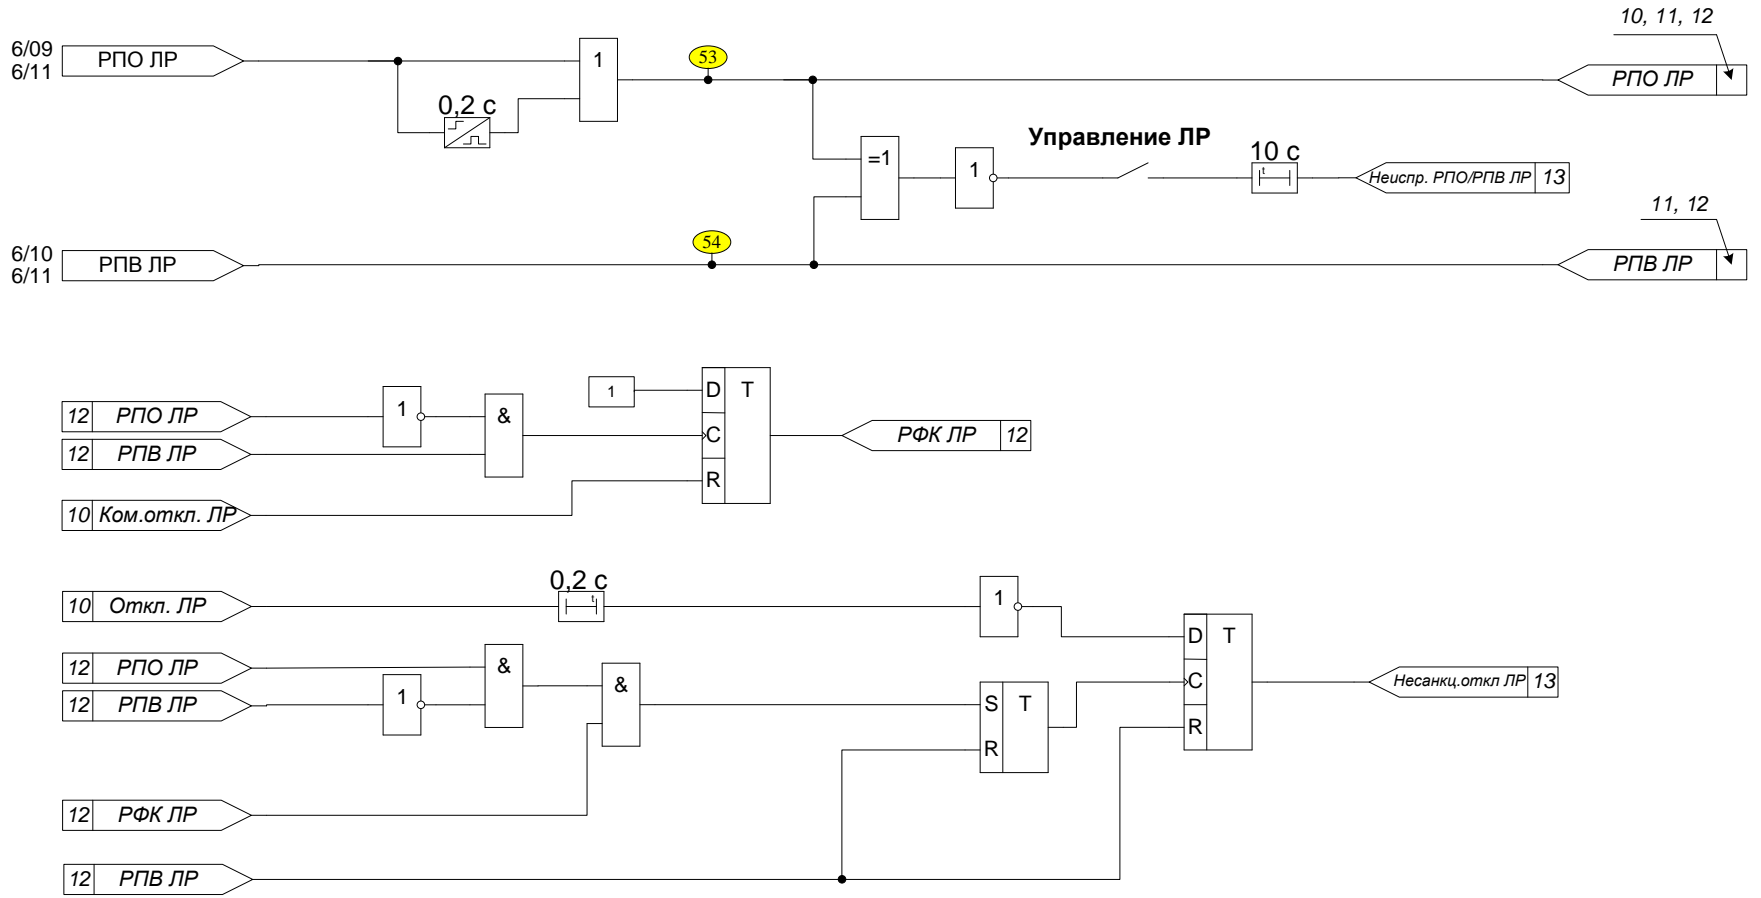 10, 11, 12
6/09
6/11
РПО ЛР
1
53
РПО ЛР
0,2 с
Управление ЛР
=1
1
10 с
t
Неиспр. РПО/РПВ ЛР 13
11, 12
6/10
6/11
РПВ ЛР
54
РПВ ЛР
1
D T
12 РПО ЛР
1
&
C
РФК ЛР 12
12 РПВ ЛР
R
10 Ком.откл. ЛР
0,2 с
10 Откл. ЛР
t
1
D T
12 РПО ЛР
&
&
C
Несанкц.откл ЛР 13
12 РПВ ЛР
1
S T
R
R
12 РФК ЛР
12 РПВ ЛР